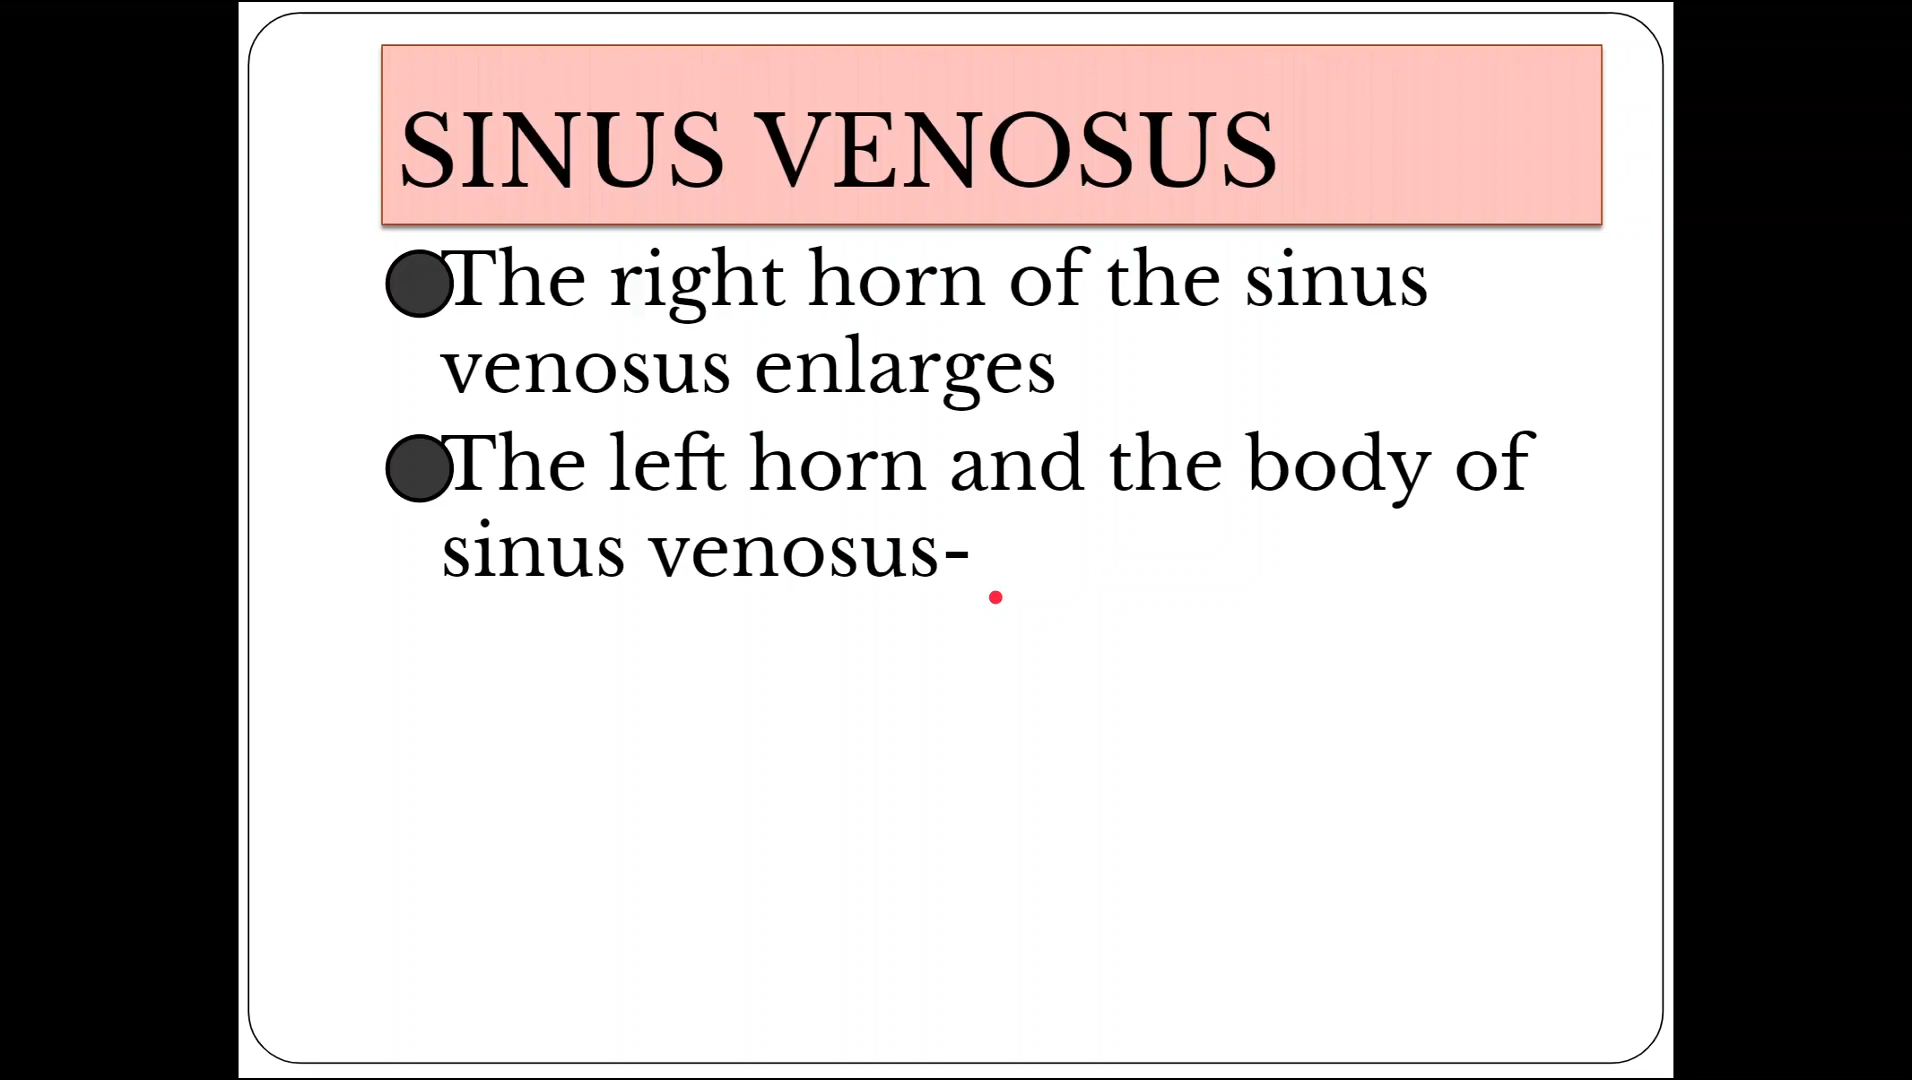 SINUS VENOSUS
The right horn of the sinus
venosus enlarges
The left horn and the body of
sinus venosus-